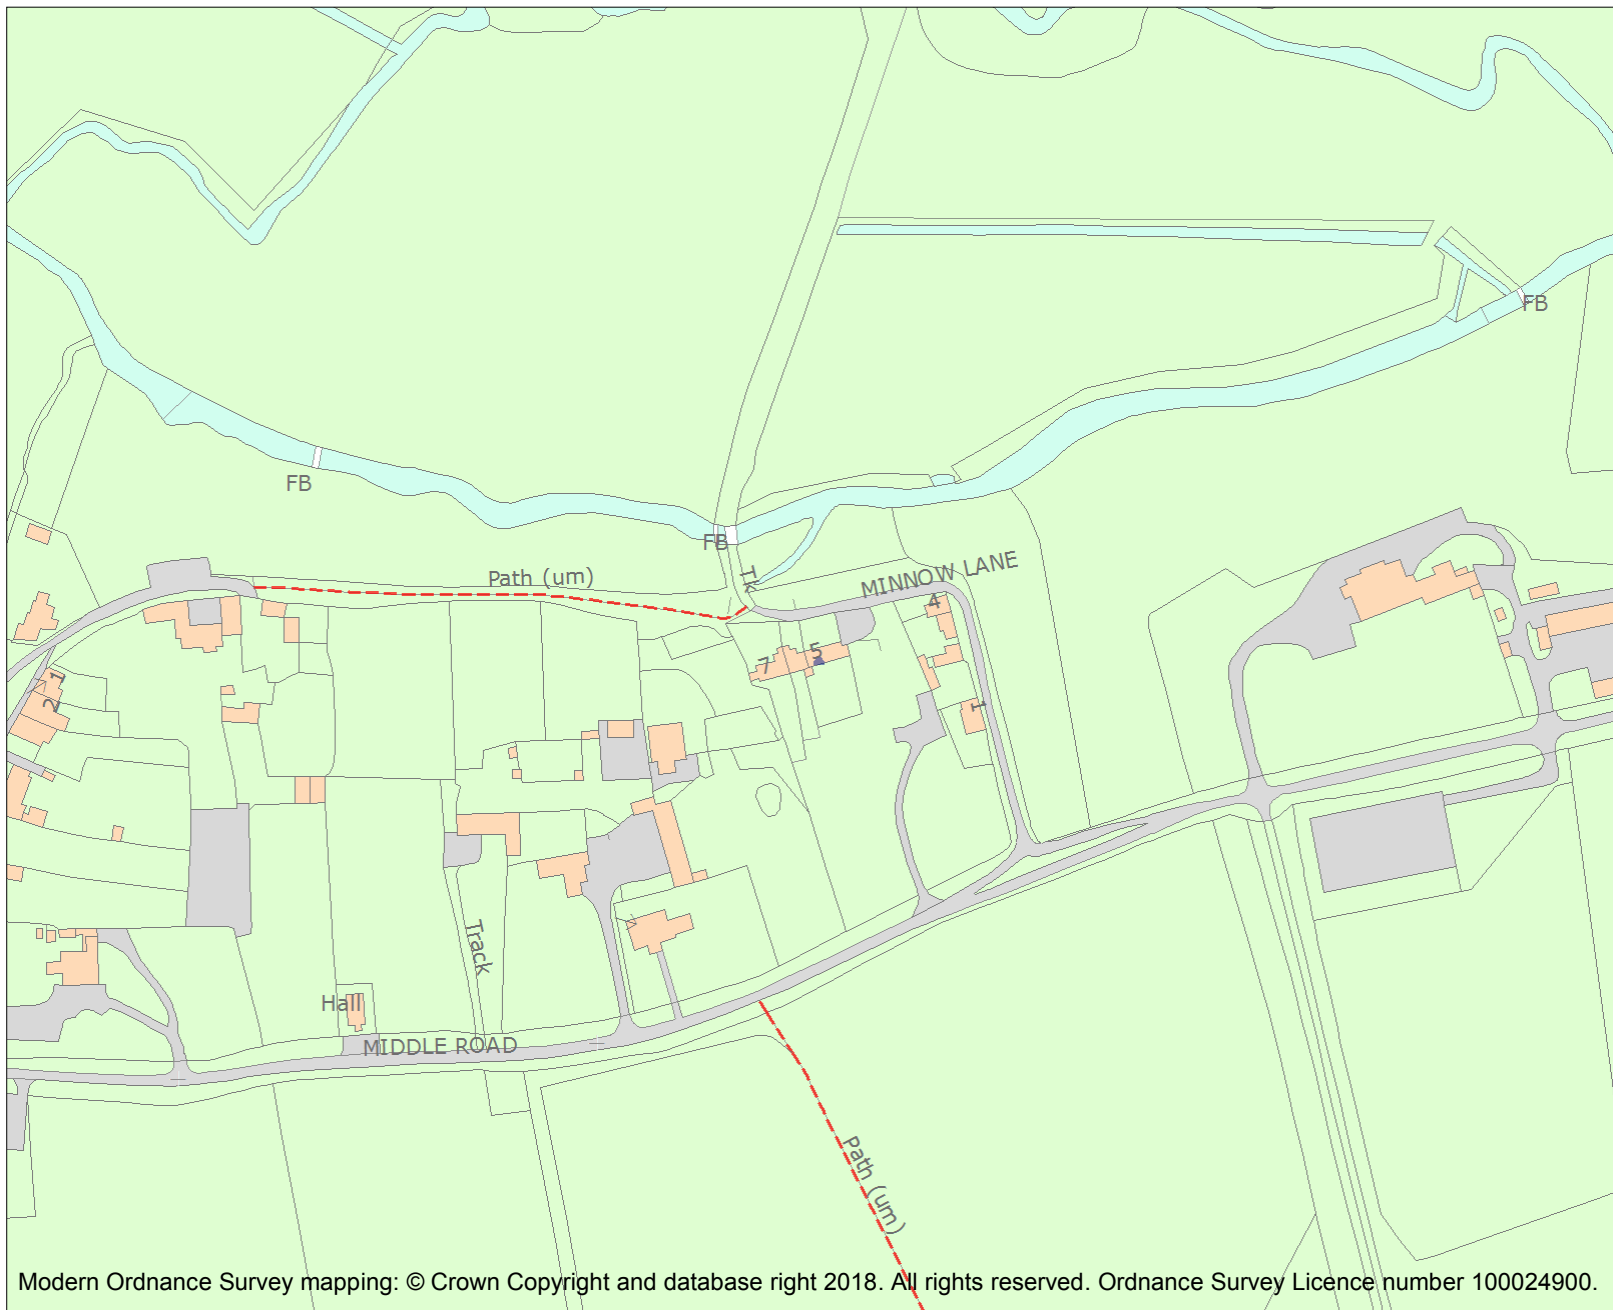 FB
FB
FB
Tk
Path (um)
MINNOW LANE
4
5
7
1
1
2
Track
Hall
MIDDLE ROAD
Path (um)
Modern Ordnance Survey mapping: © Crown Copyright and database right 2018. All rights reserved. Ordnance Survey Licence number 100024900.